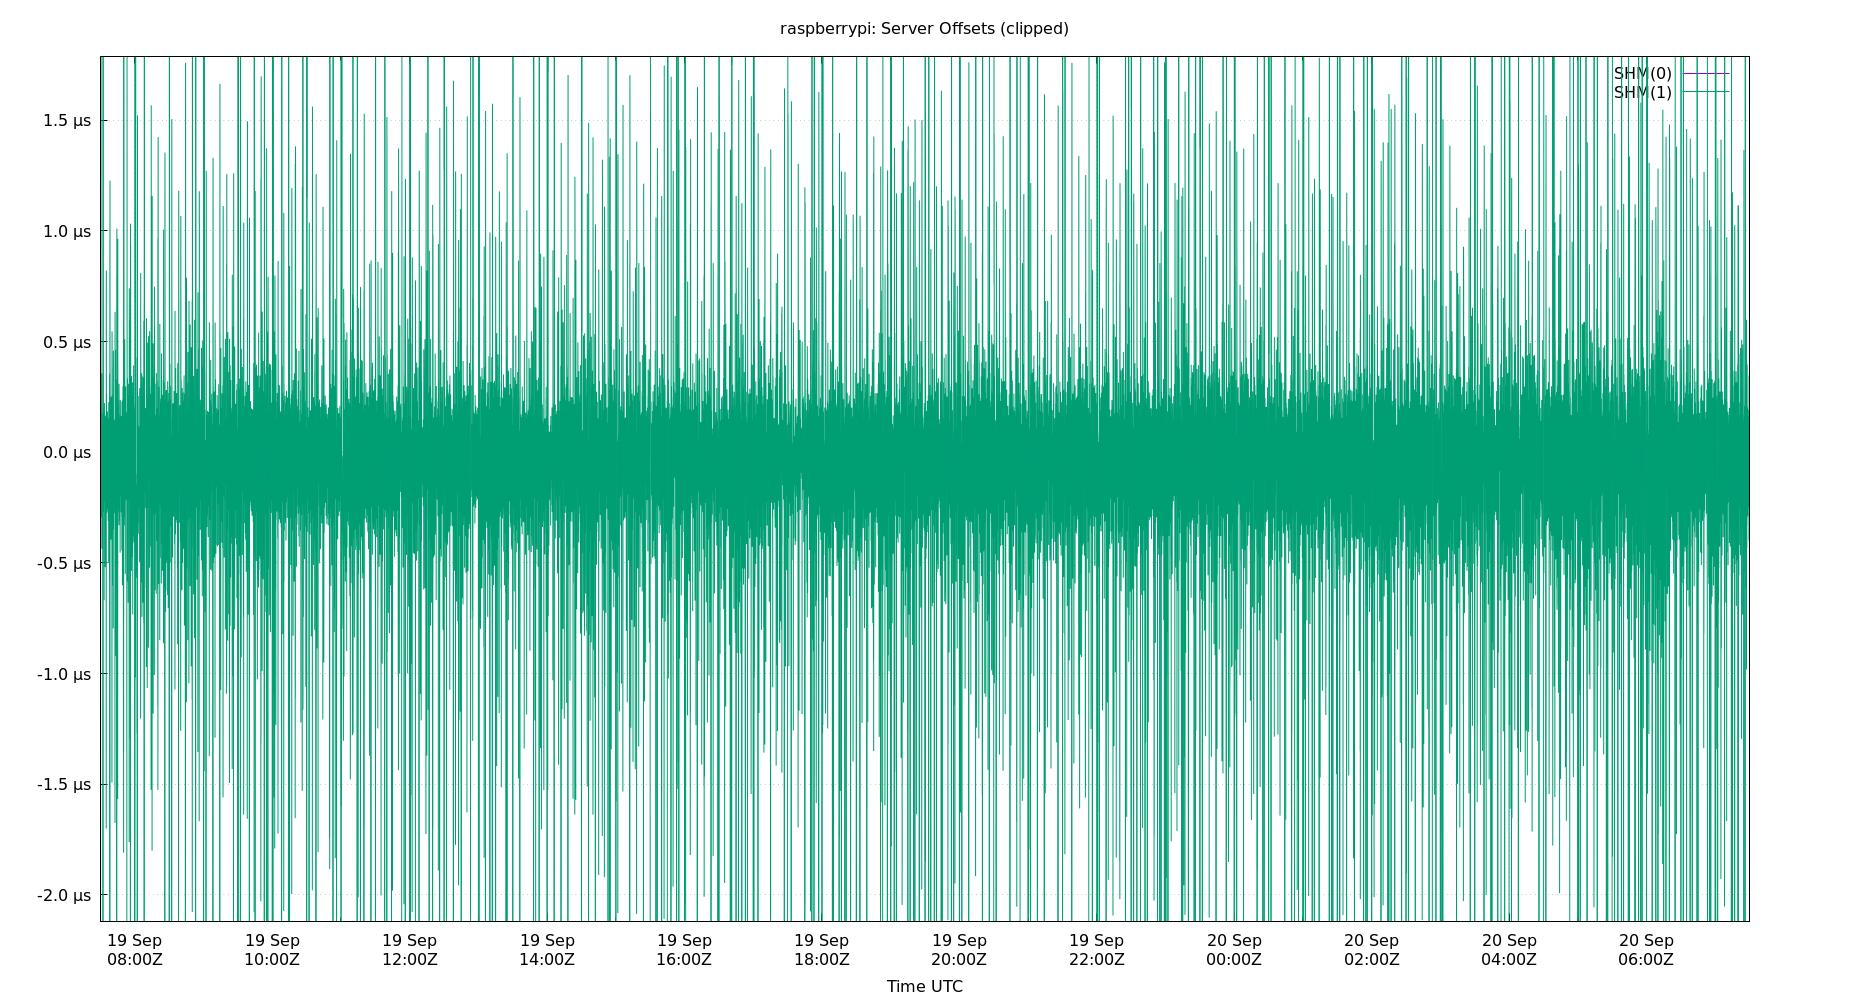 raspberrypi: Server Offsets (clipped)
SHM(0)
SHM(1)
1.5 µs
1.0 µs
0.5 µs
0.0 µs
-0.5 µs
-1.0 µs
-1.5 µs
-2.0 µs
19 Sep 19 Sep 19 Sep 19 Sep 19 Sep 19 Sep 19 Sep 19 Sep 20 Sep 20 Sep 20 Sep 20 Sep
08:00Z 10:00Z 12:00Z 14:00Z 16:00Z 18:00Z 20:00Z 22:00Z 00:00Z 02:00Z 04:00Z 06:00Z
Time UTC